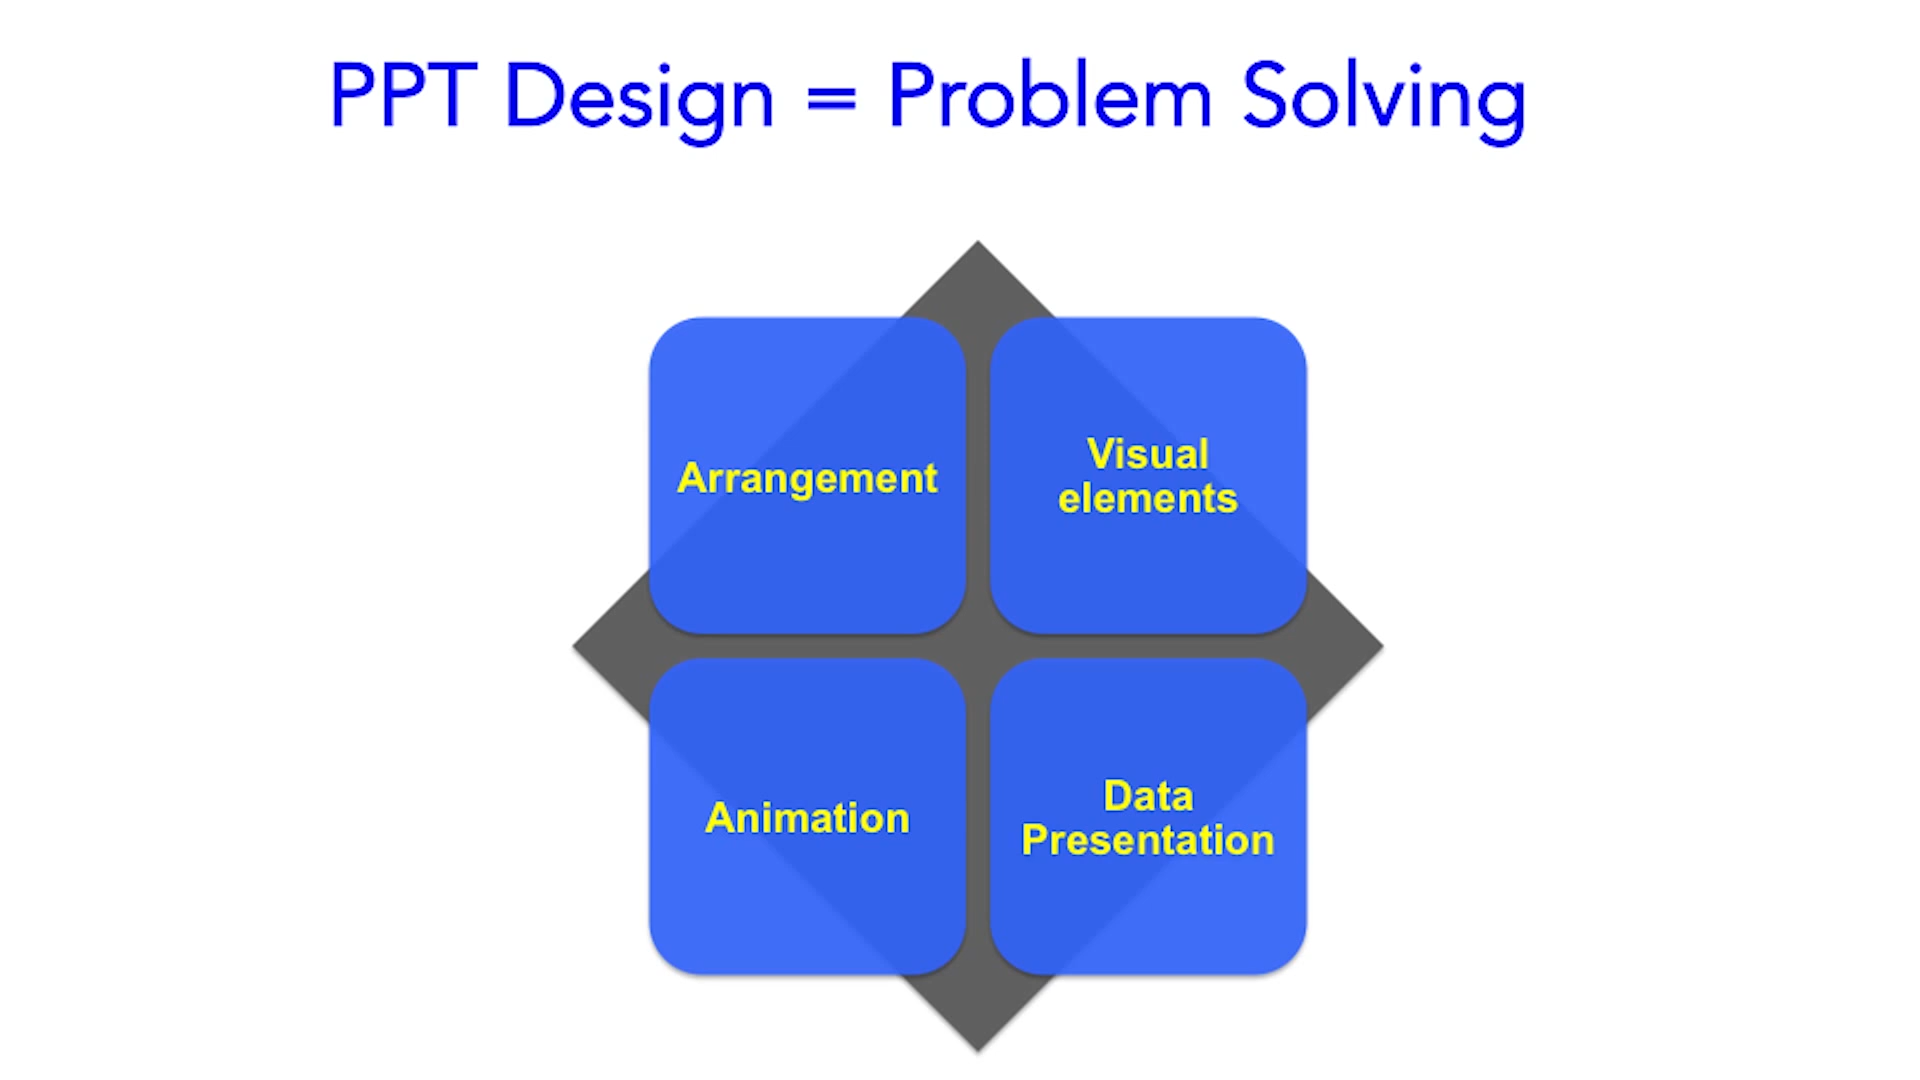 PPT Design = Problem Solving
Arrangement
Visual
elements
Animation
Data
Presentation